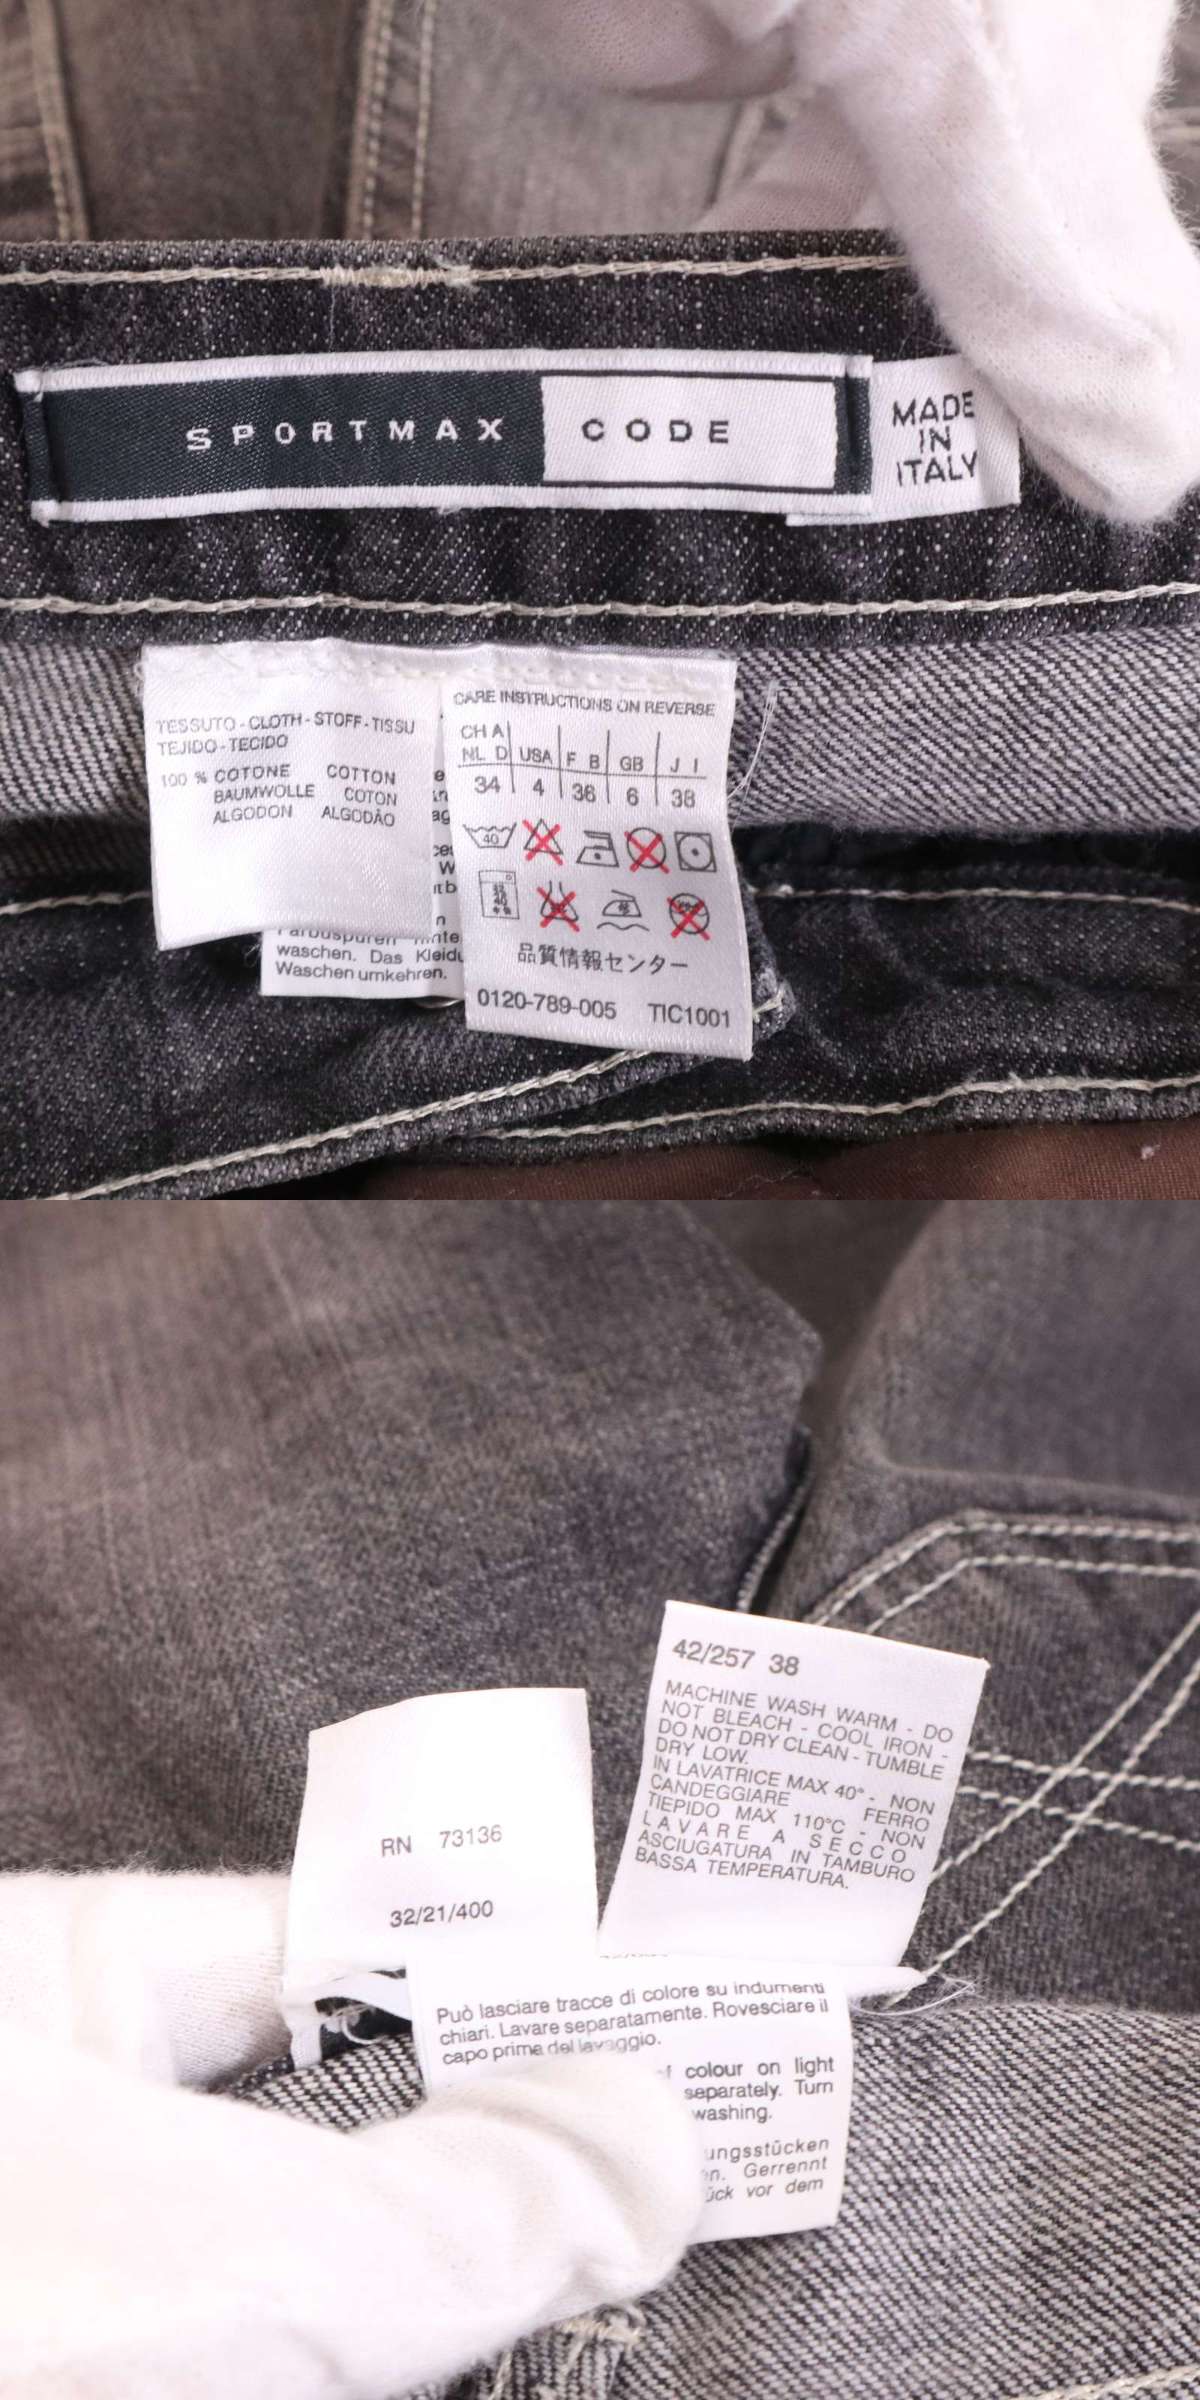 SPORTMAX CODE
MADE
IN
ITALY
TESSUTO - CLOTH - STOFF - TISSU
TEJIDO - TECIDO
100 % COTONE COTTON
BAUMWOLLE COTON
ALGODON ALGODÃO
waschen. Das
Waschen umkehren.
CARE INSTRUCTIONS ON REVERSE
CH A
NL D USA F B GB J I
34 4 36 6 38
40
品質情報センター
0120-789-005 TIC1001
42/257 38
MACHINE WASH WARM - DO
NOT BLEACH - COOL IRON -
DO NOT DRY CLEAN - TUMBLE
DRY LOW.
IN LAVATRICE MAX 40° - NON
CANDEGGIARE FERRO
TIEPIDO MAX 110°C - NON
LAVARE A SECCO
ASCIUGATURA IN TAMBURO
BASSA TEMPERATURA.
RN 73136
32/21/400
Può lasciare tracce di colore su indumenti
chiari. Lavare separatamente. Rovesciare il
capo prima del lavaggio.
colour on light
separately. Turn
washing.
ungsstücken
n. Gerrennt
ück vor dem